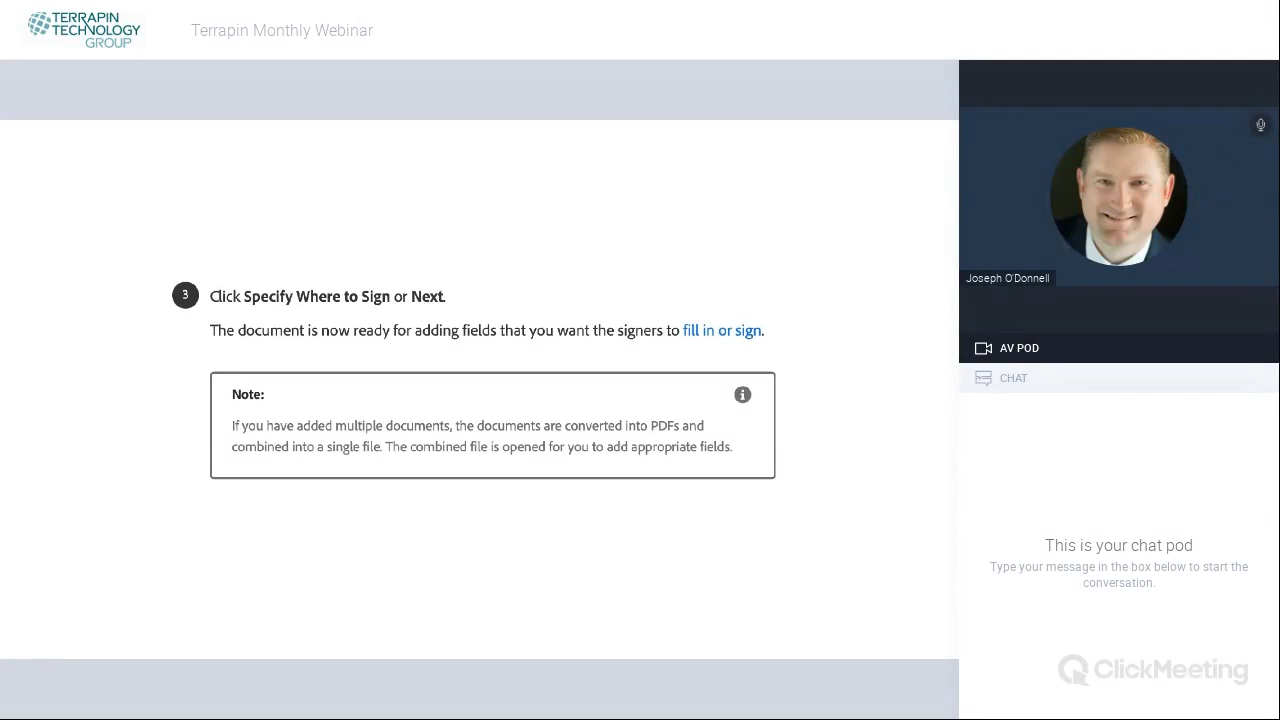 TERRAPIN
TECHNOLOGY
GROUP
Terrapin Monthly Webinar
3 Click Specify Where to Sign or Next.
The document is now ready for adding fields that you want the signers to fill in or sign.
Note:
If you have added multiple documents, the documents are converted into PDFs and
combined into a single file. The combined file is opened for you to add appropriate fields.
Joseph O'Donnell
AV POD
CHAT
This is your chat pod
Type your message in the box below to start the
conversation.
ClickMeeting